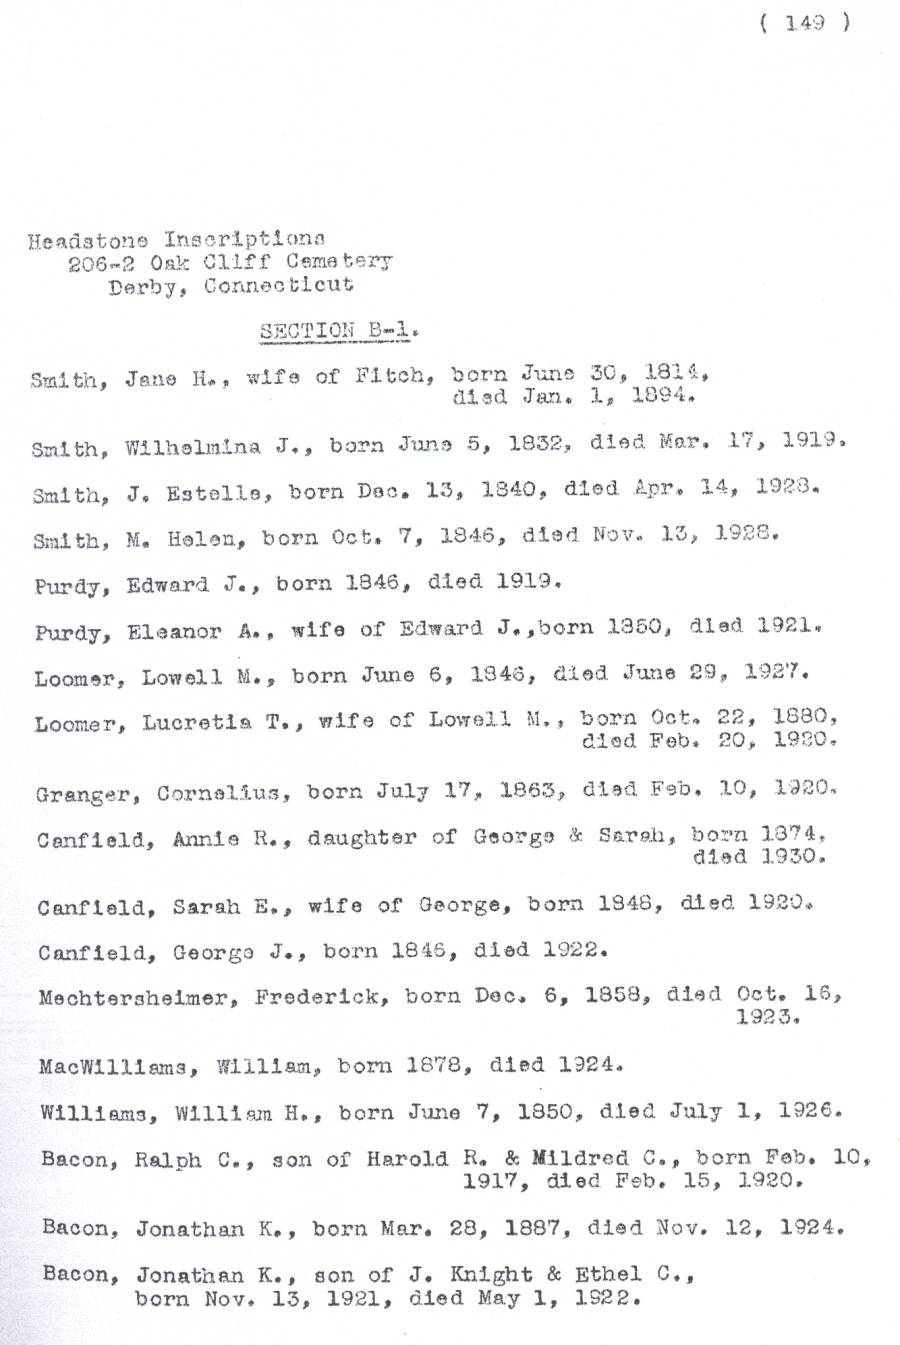 ( 149 )
Headstone Inscriptions
206-2 Oak Cliff Cemetery
Derby, Connecticut
SECTION B-1.
Smith, Jane H., wife of Fitch, born June 30, 1814,
died Jan. 1, 1894.
Smith, Wilhelmina J., born June 5, 1832, died Mar. 17, 1919.
Smith, J. Estelle, born Dec. 13, 1840, died Apr. 14, 1928.
Smith, M. Helen, born Oct. 7, 1846, died Nov. 13, 1928.
Purdy, Edward J., born 1846, died 1919.
Purdy, Eleanor A., wife of Edward J.,born 1850, died 1921.
Loomer, Lowell M., born June 6, 1846, died June 29, 1927.
Loomer, Lucretia T., wife of Lowell M., born Oct. 22, 1880,
died Feb. 20, 1920.
Granger, Cornelius, born July 17, 1863, died Feb. 10, 1920.
Canfield, Annie R., daughter of George & Sarah, born 1874,
died 1930.
Canfield, Sarah E., wife of George, born 1848, died 1920.
Canfield, George J., born 1846, died 1922.
Mechtersheimer, Frederick, born Dec. 6, 1858, died Oct. 16,
1923.
MacWilliams, William, born 1878, died 1924.
Williams, William H., born June 7, 1850, died July 1, 1926.
Bacon, Ralph C., son of Harold R. & Mildred C., born Feb. 10,
1917, died Feb. 15, 1920.
Bacon, Jonathan K., born Mar. 28, 1887, died Nov. 12, 1924.
Bacon, Jonathan K., son of J. Knight & Ethel C.,
born Nov. 13, 1921, died May 1, 1922.